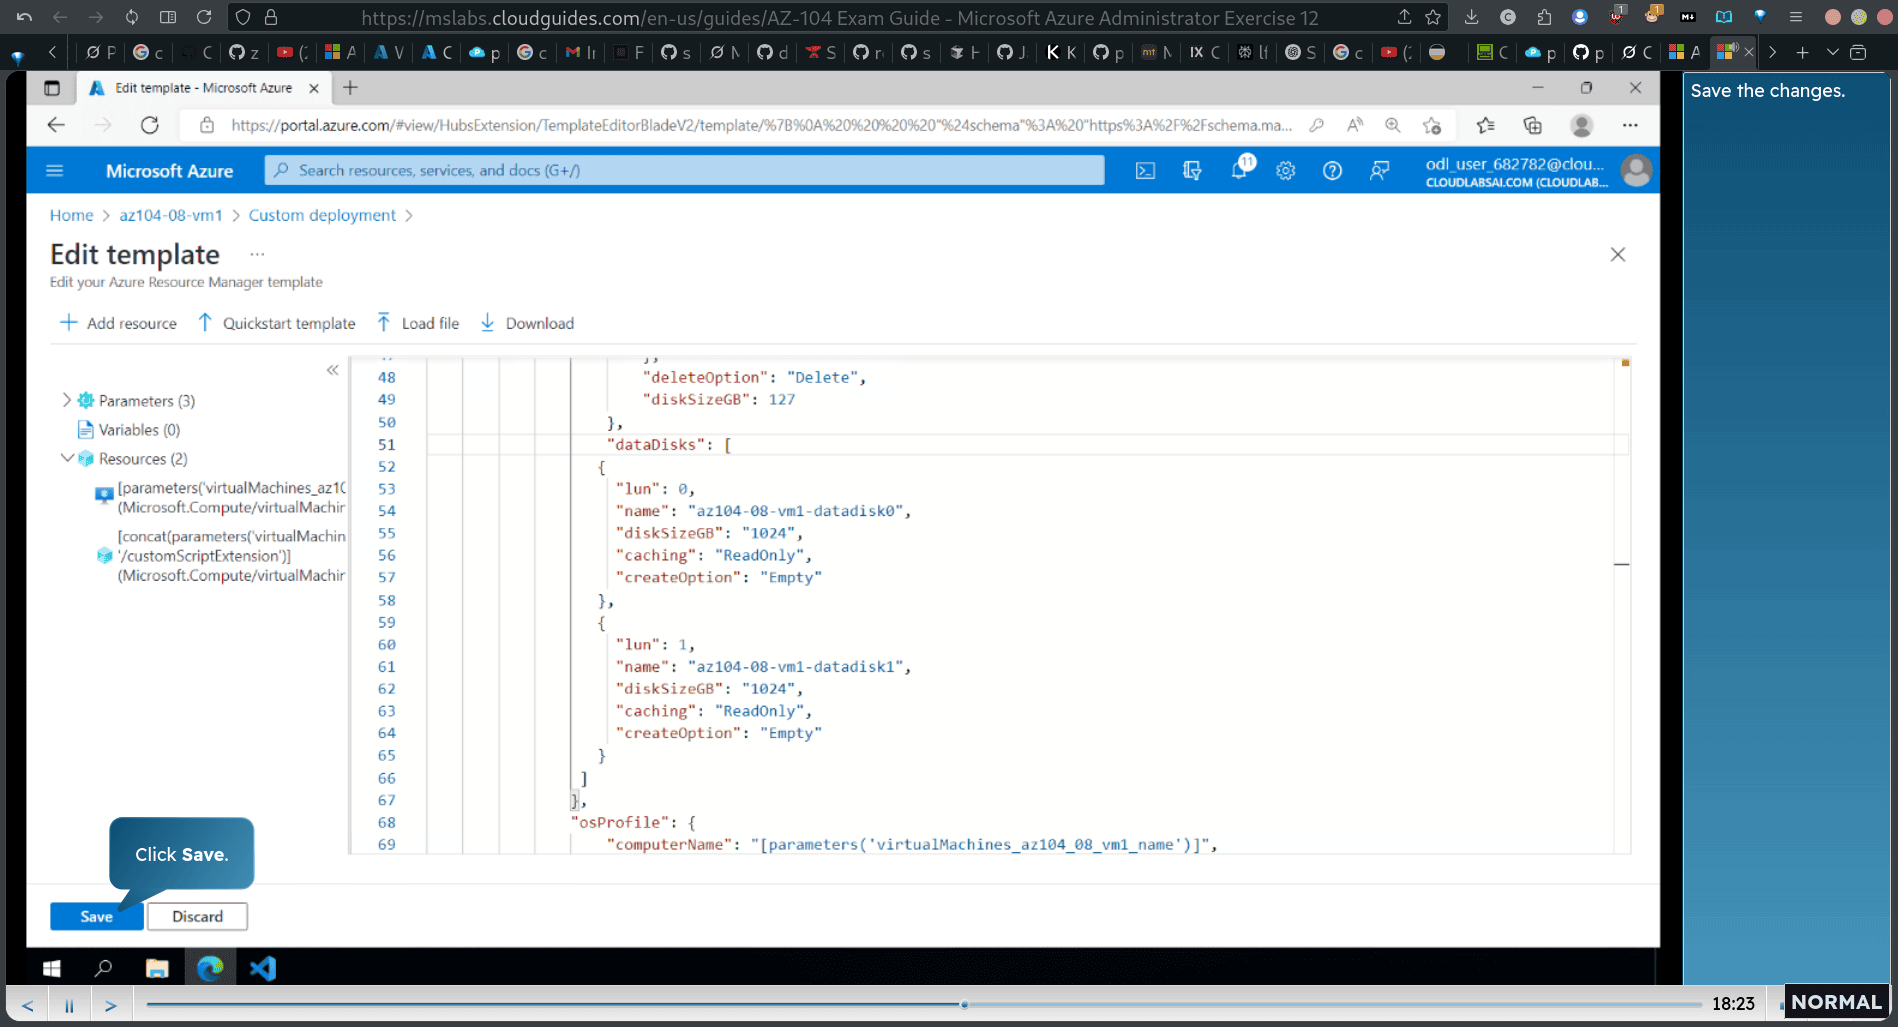 https://mslabs.cloudguides.com/en-us/guides/AZ-104 Exam Guide - Microsoft Azure Administrator Exercise 12
Save the changes.
Edit template - Microsoft Azure
https://portal.azure.com/#view/HubsExtension/TemplateEditorBladeV2/template/%7B%0A%20%20%20%20"%24schema"%3A%20"https%3A%2F%2Fschema.ma...
Microsoft Azure
Search resources, services, and docs (G+/)
11
odl_user_682782@clou...
CLOUDLABSAI.COM (CLOUDLAB...
Home > az104-08-vm1 > Custom deployment >
Edit template ...
Edit your Azure Resource Manager template
Add resource
Quickstart template
Load file
Download
Parameters (3)
Variables (0)
Resources (2)
[parameters('virtualMachines_az10
(Microsoft.Compute/virtualMachir
[concat(parameters('virtualMachin
'/customScriptExtension')]
(Microsoft.Compute/virtualMachir
48 "deleteOption": "Delete",
49 "diskSizeGB": 127
50 },
51 "dataDisks": [
52 {
53 "lun": 0,
54 "name": "az104-08-vm1-datadisk0",
55 "diskSizeGB": "1024",
56 "caching": "ReadOnly",
57 "createOption": "Empty"
58 },
59 {
60 "lun": 1,
61 "name": "az104-08-vm1-datadisk1",
62 "diskSizeGB": "1024",
63 "caching": "ReadOnly",
64 "createOption": "Empty"
65 }
66 ]
67 },
68 "osProfile": {
69 "computerName": "[parameters('virtualMachines_az104_08_vm1_name')]",
Click Save.
Save
Discard
18:23
NORMAL